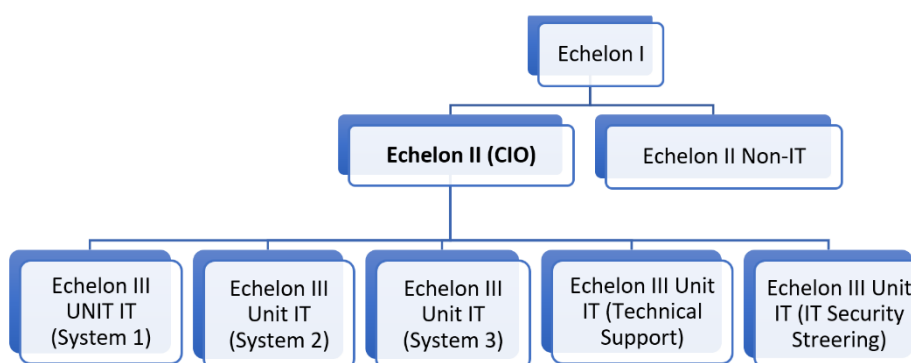 Echelon I
Echelon II (CIO)
Echelon II Non-IT
Echelon III
UNIT IT
(System 1)
Echelon III
Unit IT
(System 2)
Echelon III
Unit IT
(System 3)
Echelon III Unit
IT (Technical
Support)
Echelon III Unit
IT (IT Security
Streering)